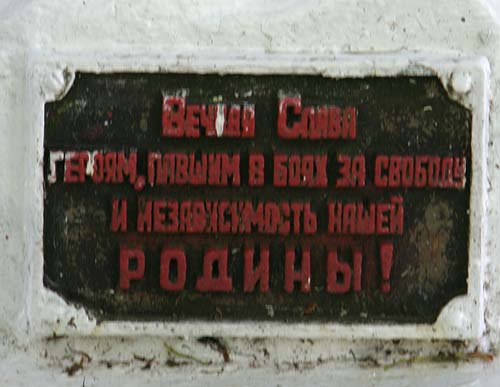 Вечная Слава
ГЕРОЯМ, ПАВШИМ В БОЯХ ЗА СВОБОДУ
И НЕЗАВИСИМОСТЬ НАШЕЙ
РОДИНЫ!